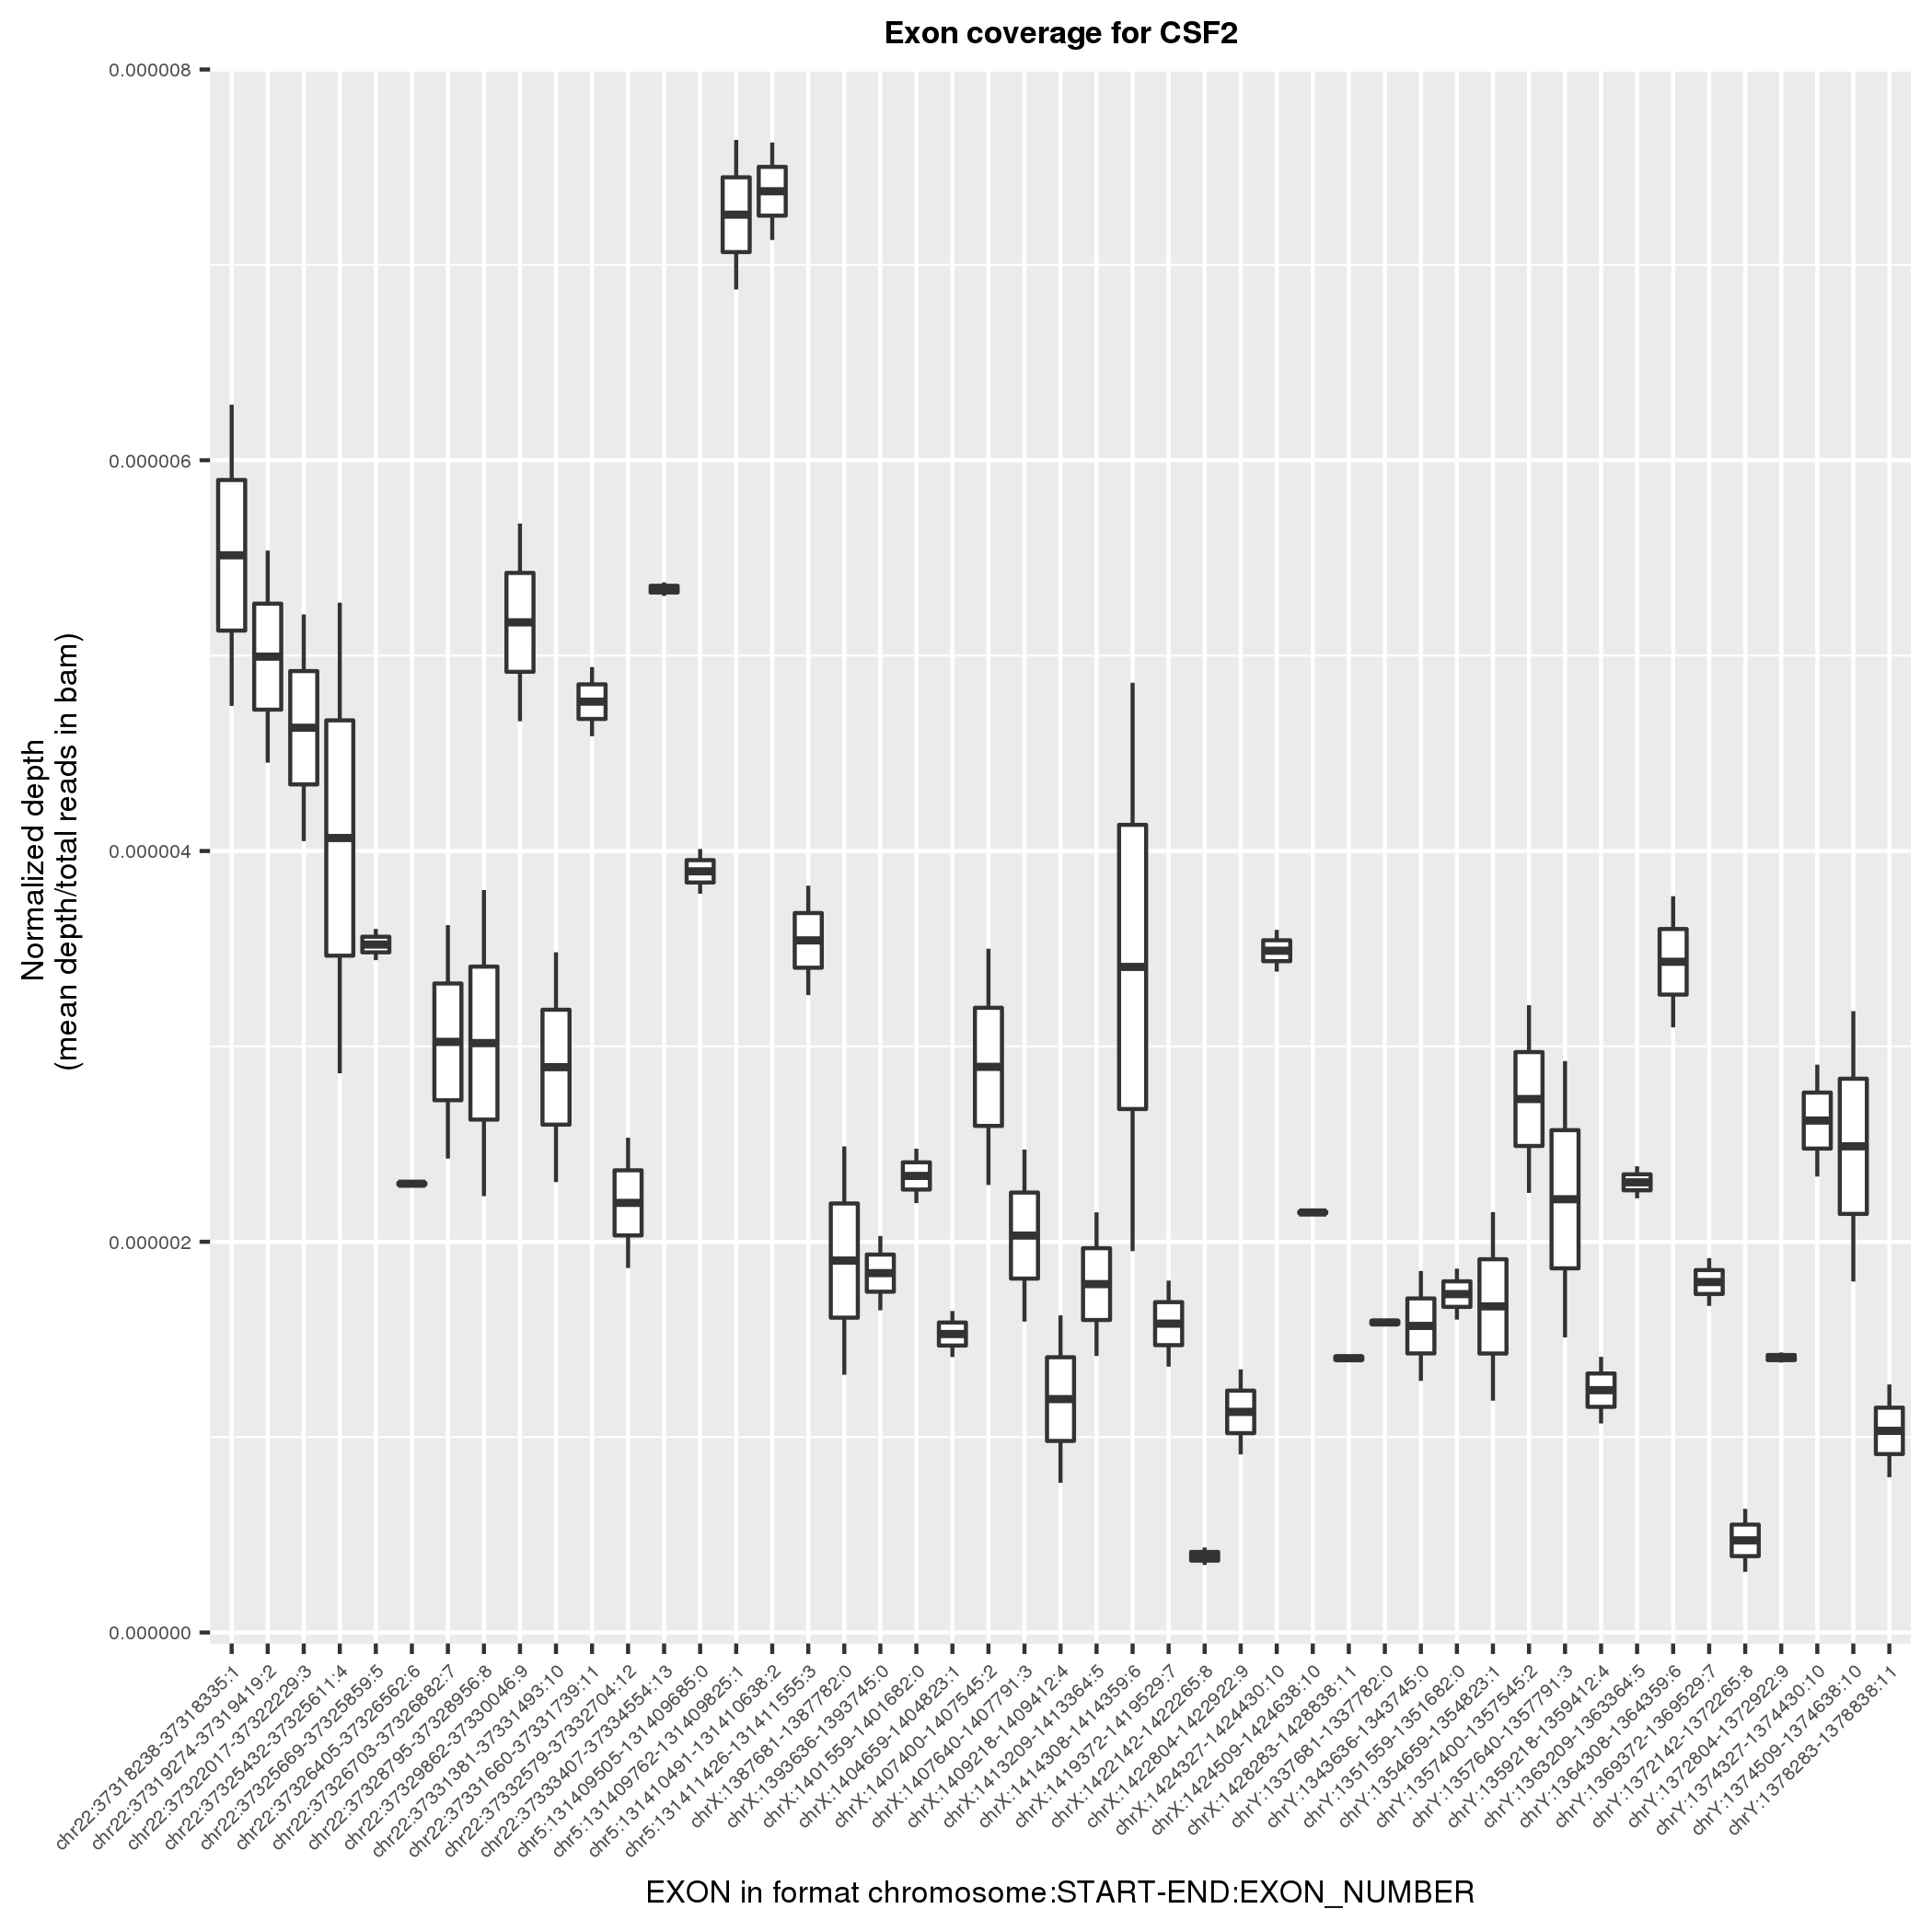 Exon coverage for CSF2
0.000008
0.000006
0.000004
0.000002
0.000000
Normalized depth
(mean depth/total reads in bam)
chr22:37318238-37318335:1
chr22:37319274-37319419:2
chr22:37322017-37322229:3
chr22:37325432-37325611:4
chr22:37325669-37325859:5
chr22:37326405-37326562:6
chr22:37326703-37326882:7
chr22:37328795-37328956:8
chr22:37329862-37330046:9
chr22:37331381-37331493:10
chr22:37331660-37331739:11
chr22:37332579-37332704:12
chr22:37333407-37334554:13
chr5:131409505-131409685:0
chr5:131409762-131409825:1
chr5:131410491-131410638:2
chr5:131411426-131411555:3
chrX:1387681-1387782:0
chrX:1393636-1393745:0
chrX:1401559-1401682:0
chrX:1404659-1404823:1
chrX:1407400-1407545:2
chrX:1407640-1407791:3
chrX:1409218-1409412:4
chrX:1413209-1413364:5
chrX:1414308-1414359:6
chrX:1419372-1419529:7
chrX:1422142-1422265:8
chrX:1422804-1422922:9
chrX:1424327-1424430:10
chrX:1424509-1424638:10
chrX:1428283-1428838:11
chrY:1337681-1337782:0
chrY:1343636-1343745:0
chrY:1351559-1351682:0
chrY:1354659-1354823:1
chrY:1357400-1357545:2
chrY:1357640-1357791:3
chrY:1359218-1359412:4
chrY:1363209-1363364:5
chrY:1364308-1364359:6
chrY:1369372-1369529:7
chrY:1372142-1372265:8
chrY:1372804-1372922:9
chrY:1374327-1374430:10
chrY:1374509-1374638:10
chrY:1378283-1378838:11
EXON in format chromosome:START-END:EXON_NUMBER